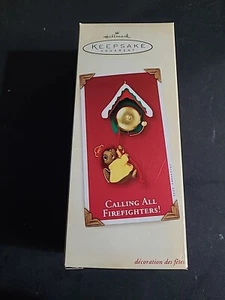 Hallmark
KEEPSAKE
ORNAMENT
CALLING ALL
FIREFIGHTERS!
décoration des fêtes